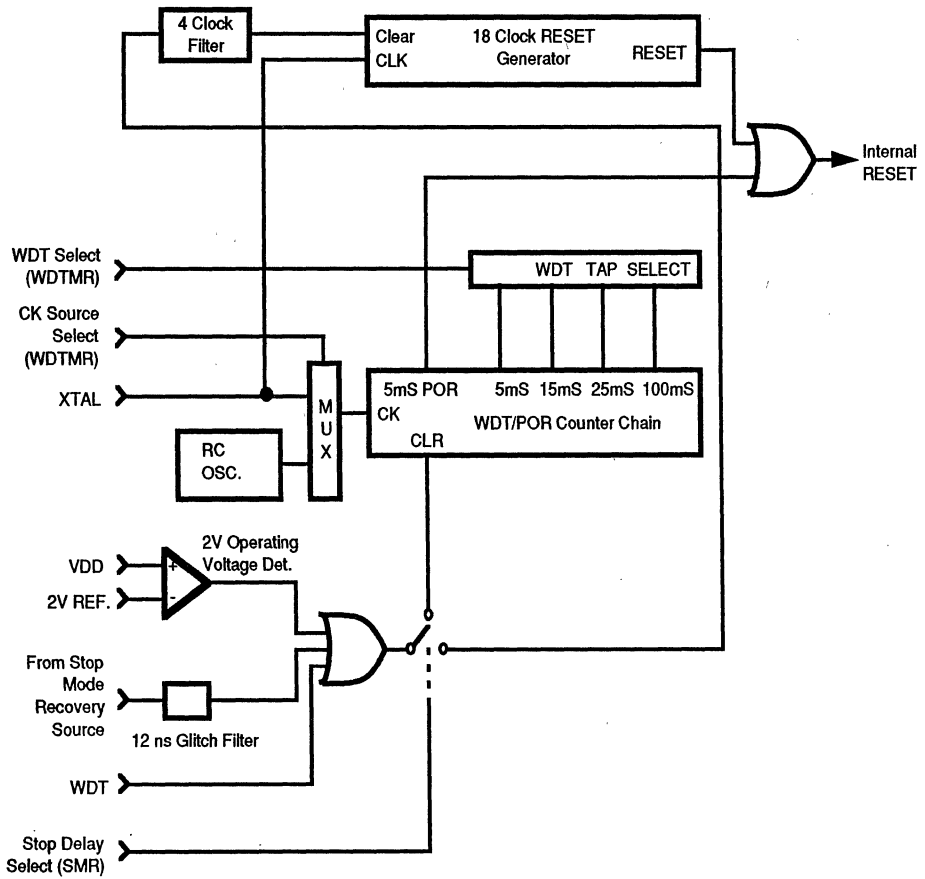 4 Clock
Filter
Clear
CLK
18 Clock RESET
Generator
RESET
Internal
RESET
WDT Select
(WDTMR)
WDT TAP SELECT
CK Source
Select
(WDTMR)
XTAL
M
U
X
5mS POR 5mS 15mS 25mS 100mS
CK
WDT/POR Counter Chain
CLR
RC
OSC.
2V Operating
Voltage Det.
VDD
+
2V REF.
-
From Stop
Mode
Recovery
Source
12 ns Glitch Filter
WDT
Stop Delay
Select (SMR)